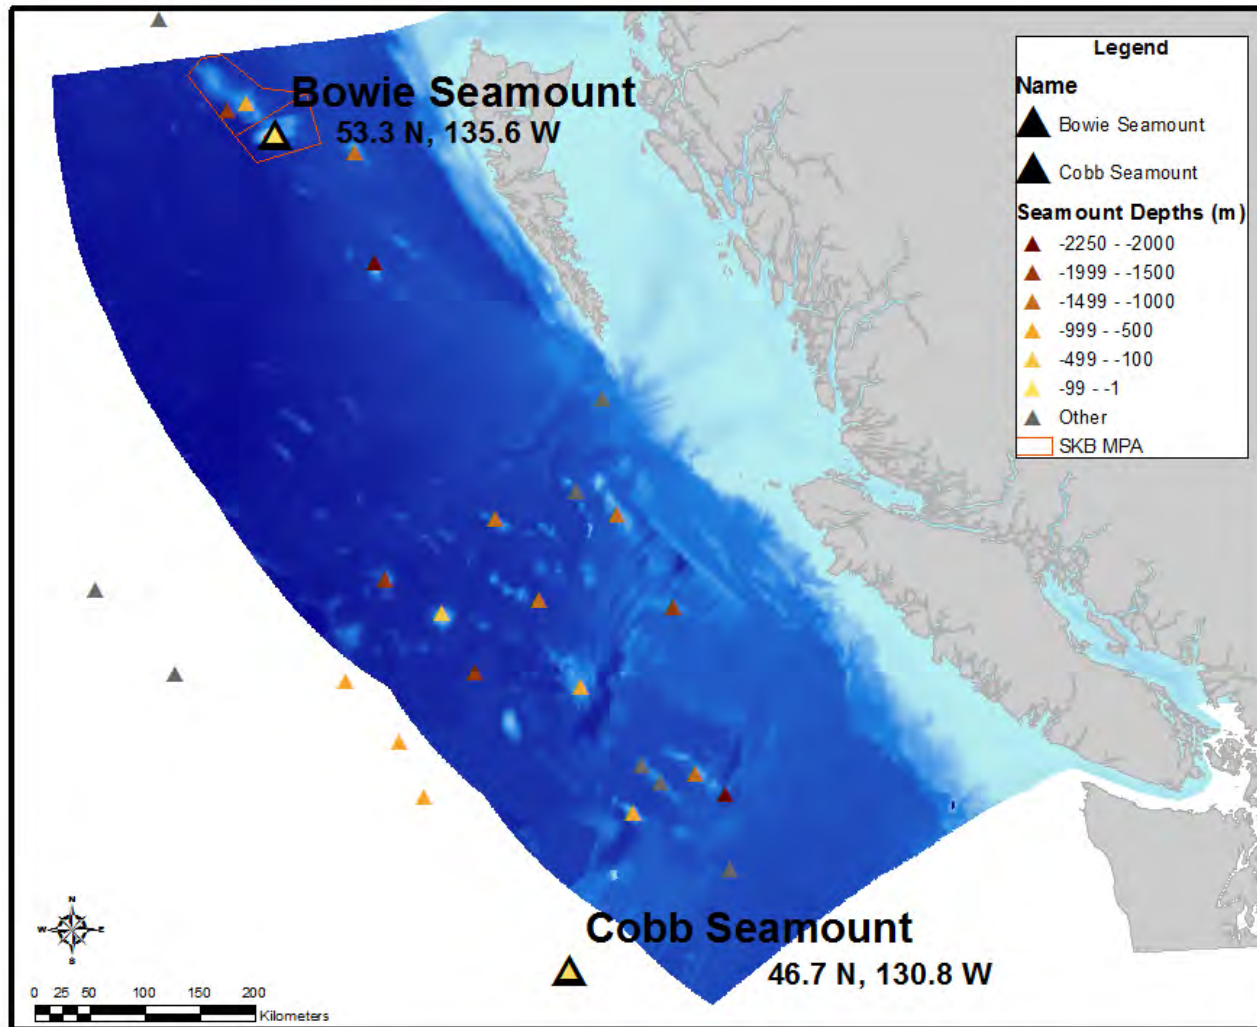 Bowie Seamount
53.3 N, 135.6 W
Legend
Name
Bowie Seamount
Cobb Seamount
Seamount Depths (m)
-2250 - -2000
-1999 - -1500
-1499 - -1000
-999 - -500
-499 - -100
-99 - -1
Other
SKB MPA
Cobb Seamount
46.7 N, 130.8 W
N
W E
S
0 25 50 100 150 200
Kilometers